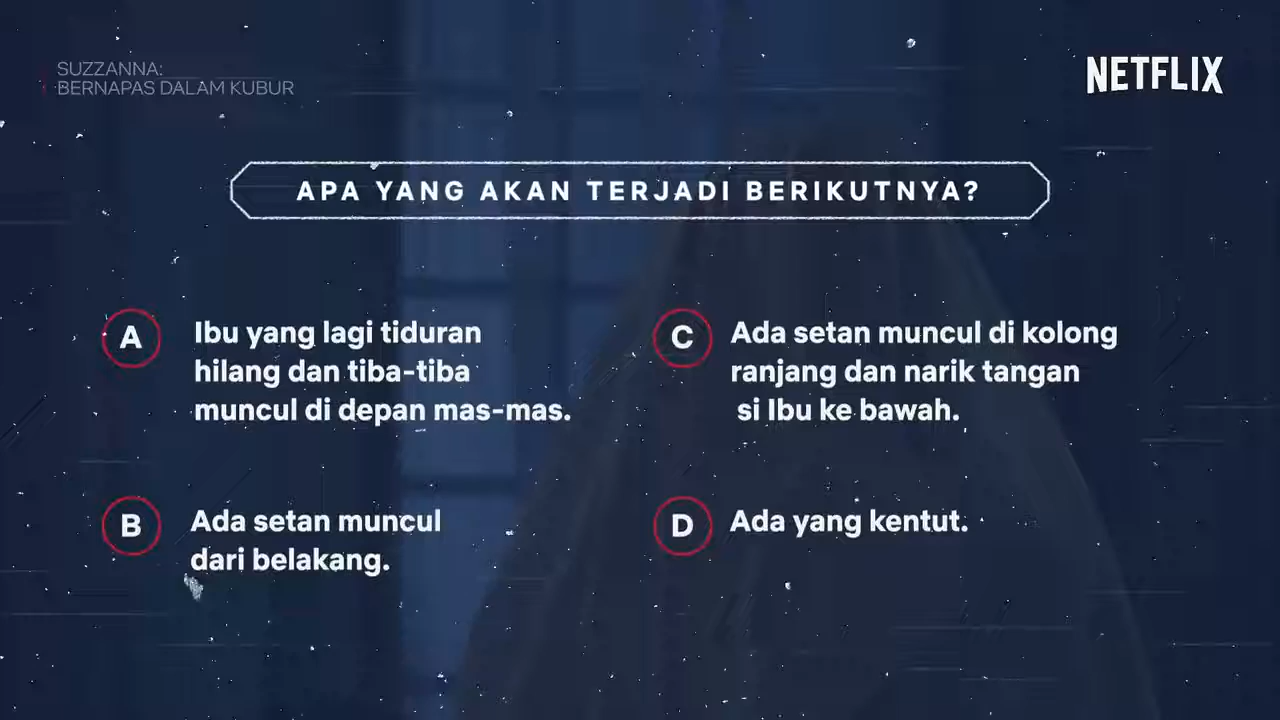 SUZZANNA:
BERNAPAS DALAM KUBUR
NETFLIX
APA YANG AKAN TERJADI BERIKUTNYA?
A
Ibu yang lagi tiduran
hilang dan tiba-tiba
muncul di depan mas-mas.
B
Ada setan muncul
dari belakang.
C
Ada setan muncul di kolong
ranjang dan narik tangan
si Ibu ke bawah.
D
Ada yang kentut.